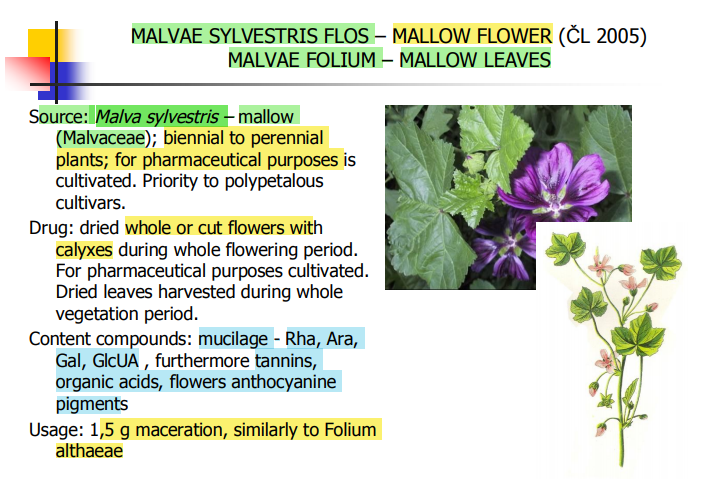 MALVAE SYLVESTRIS FLOS – MALLOW FLOWER (ČL 2005)
MALVAE FOLIUM – MALLOW LEAVES
Source: Malva sylvestris – mallow
(Malvaceae); biennial to perennial
plants; for pharmaceutical purposes is
cultivated. Priority to polypetalous
cultivars.
Drug: dried whole or cut flowers with
calyxes during whole flowering period.
For pharmaceutical purposes cultivated.
Dried leaves harvested during whole
vegetation period.
Content compounds: mucilage - Rha, Ara,
Gal, GlcUA , furthermore tannins,
organic acids, flowers anthocyanine
pigments
Usage: 1,5 g maceration, similarly to Folium
althaeae